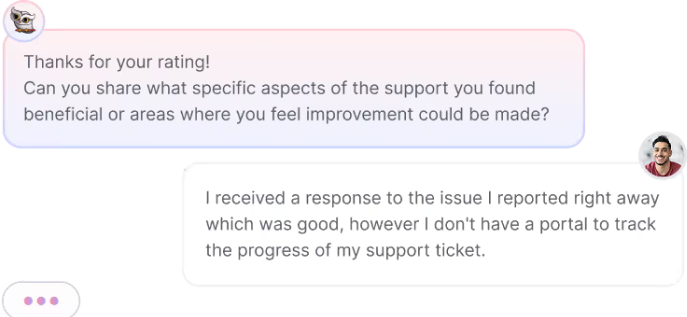 Thanks for your rating!
Can you share what specific aspects of the support you found
beneficial or areas where you feel improvement could be made?
I received a response to the issue I reported right away
which was good, however I don't have a portal to track
the progress of my support ticket.